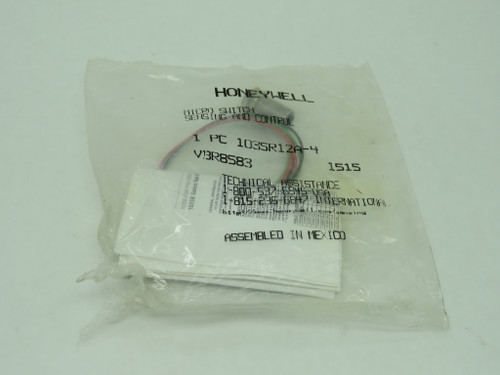 HONEYWELL
MICRO SWITCH
SENSING AND CONTROL
1 PC 103SR12A-4
1515
TECHNICAL ASSISTANCE
1-800-537-6945 USA
1-815-235-6847 INTERNATIONAL
ASSEMBLED IN MEXICO